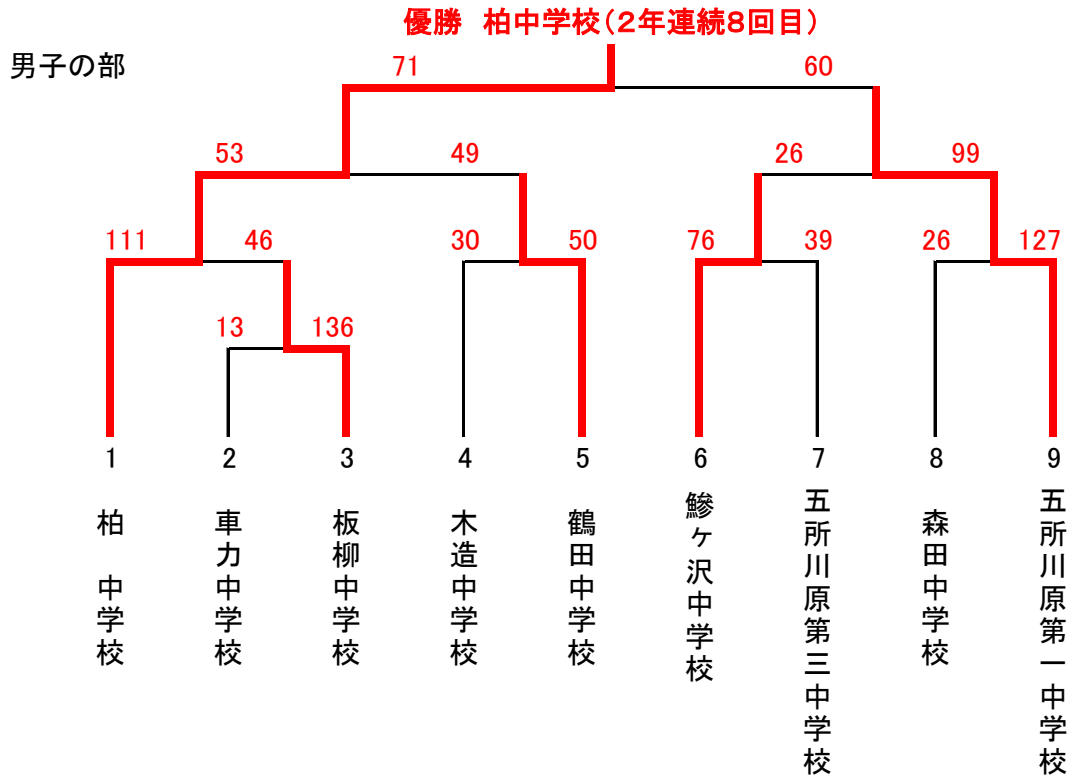 優勝 柏中学校(2年連続8回目)
男子の部
71
60
53
49
26
99
111
46
30
50
76
39
26
127
13
136
1
2
3
4
5
6
7
8
9
柏 中学校
車力中学校
板柳中学校
木造中学校
鶴田中学校
鰺ヶ沢中学校
五所川原第三中学校
森田中学校
五所川原第一中学校